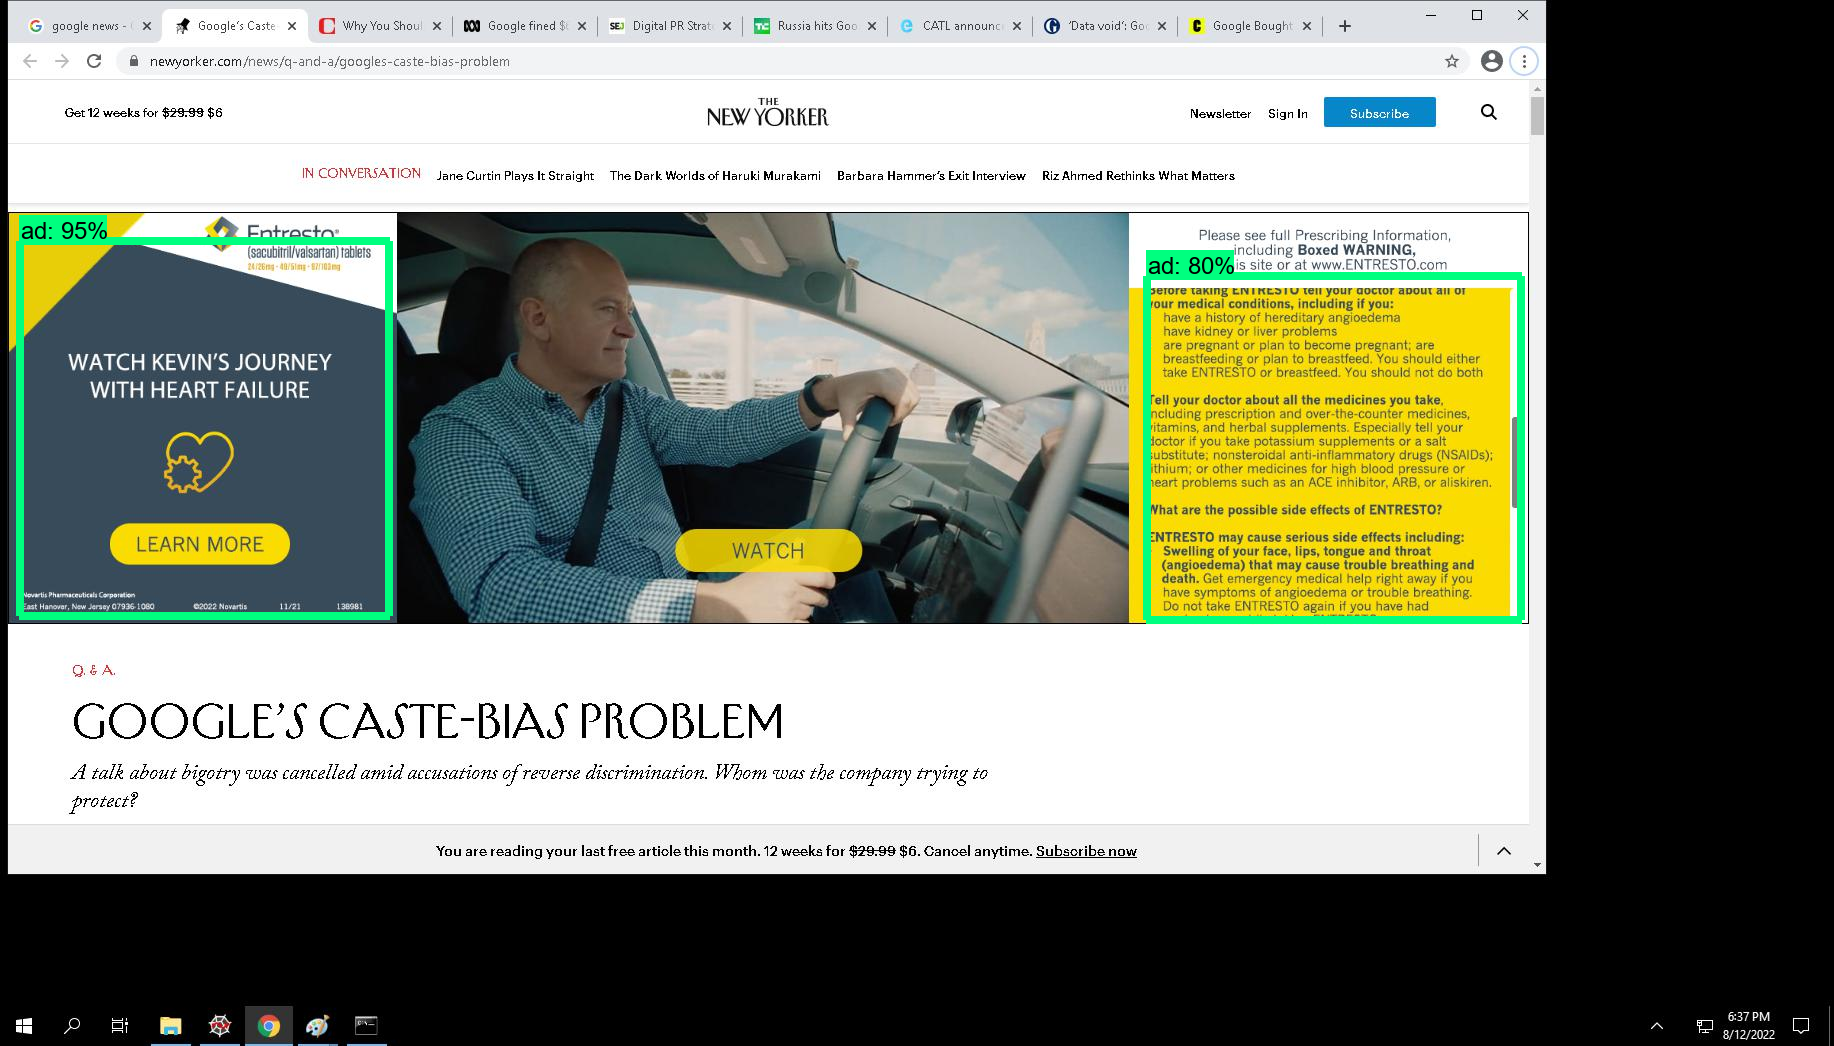 google news - G
Google's Caste
Why You Shoul
Google fined $6
SEJ
Digital PR Strate
TC
Russia hits Goo
CATL announc
'Data void': Goo
Google Bought
newyorker.com/news/q-and-a/googles-caste-bias-problem
Get 12 weeks for $29.99 $6
THE
NEW YORKER
Newsletter
Sign In
Subscribe
IN CONVERSATION
Jane Curtin Plays It Straight
The Dark Worlds of Haruki Murakami
Barbara Hammer's Exit Interview
Riz Ahmed Rethinks What Matters
ad: 95%
Entresto
(sacubitril/valsartan) tablets
24/26mg · 49/51mg · 97/103mg
WATCH KEVIN'S JOURNEY
WITH HEART FAILURE
LEARN MORE
Novartis Pharmaceuticals Corporation
East Hanover, New Jersey 07936-1080 ©2022 Novartis 11/21 138981
WATCH
Please see full Prescribing Information,
including Boxed WARNING,
is site or at www.ENTRESTO.com
ad: 80%
Before taking ENTRESTO tell your doctor about all of
your medical conditions, including if you:
have a history of hereditary angioedema
have kidney or liver problems
are pregnant or plan to become pregnant; are
breastfeeding or plan to breastfeed. You should either
take ENTRESTO or breastfeed. You should not do both
Tell your doctor about all the medicines you take,
including prescription and over-the-counter medicines,
vitamins, and herbal supplements. Especially tell your
doctor if you take potassium supplements or a salt
substitute; nonsteroidal anti-inflammatory drugs (NSAIDs);
lithium; or other medicines for high blood pressure or
heart problems such as an ACE inhibitor, ARB, or aliskiren.
What are the possible side effects of ENTRESTO?
ENTRESTO may cause serious side effects including:
Swelling of your face, lips, tongue and throat
(angioedema) that may cause trouble breathing and
death. Get emergency medical help right away if you
have symptoms of angioedema or trouble breathing.
Do not take ENTRESTO again if you have had
Q. & A.
GOOGLE'S CASTE-BIAS PROBLEM
A talk about bigotry was cancelled amid accusations of reverse discrimination. Whom was the company trying to
protect?
You are reading your last free article this month. 12 weeks for $29.99 $6. Cancel anytime. Subscribe now
6:37 PM
8/12/2022